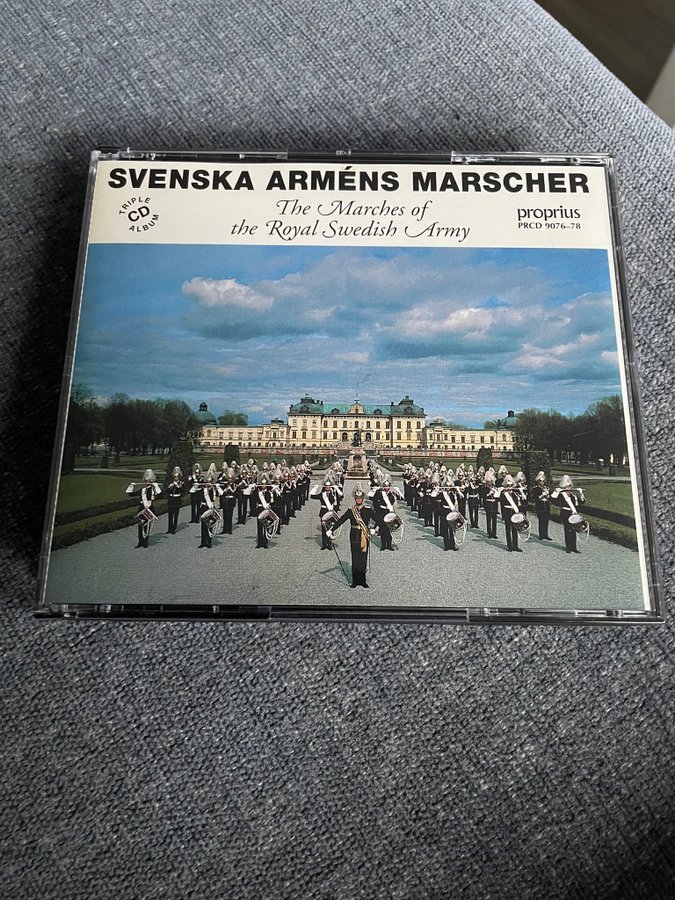 SVENSKA ARMÉNS MARSCHER
TRIPLE
CD
ALBUM
The Marches of
the Royal Swedish Army
proprius
PRCD 9076–78